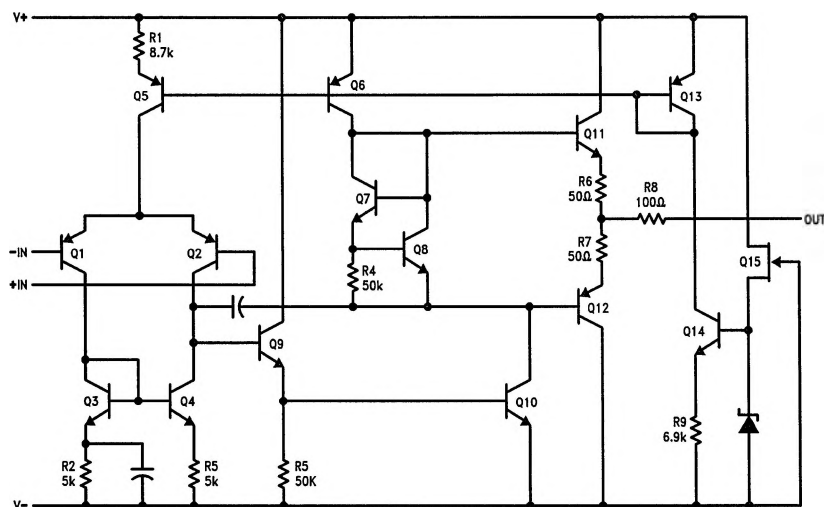 V+
R1
8.7k
Q5
Q6
Q13
Q11
R6
50Ω
R8
100Ω
OUT
Q7
Q8
R4
50k
R7
50Ω
Q12
-IN
Q1
Q2
+IN
Q15
Q14
Q9
Q3
Q4
Q10
R9
6.9k
R2
5k
R5
5k
R5
50K
V-